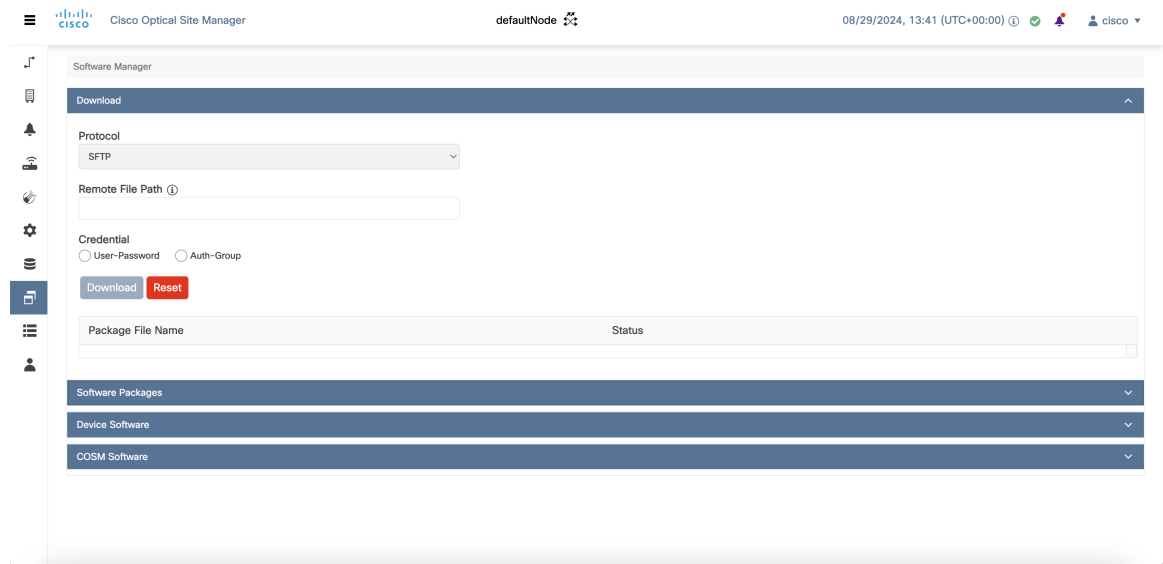 cisco Cisco Optical Site Manager defaultNode 08/29/2024, 13:41 (UTC+00:00) cisco
Software Manager
Download
Protocol
SFTP
Remote File Path
Credential
User-Password Auth-Group
Download Reset
Package File Name Status
Software Packages
Device Software
COSM Software